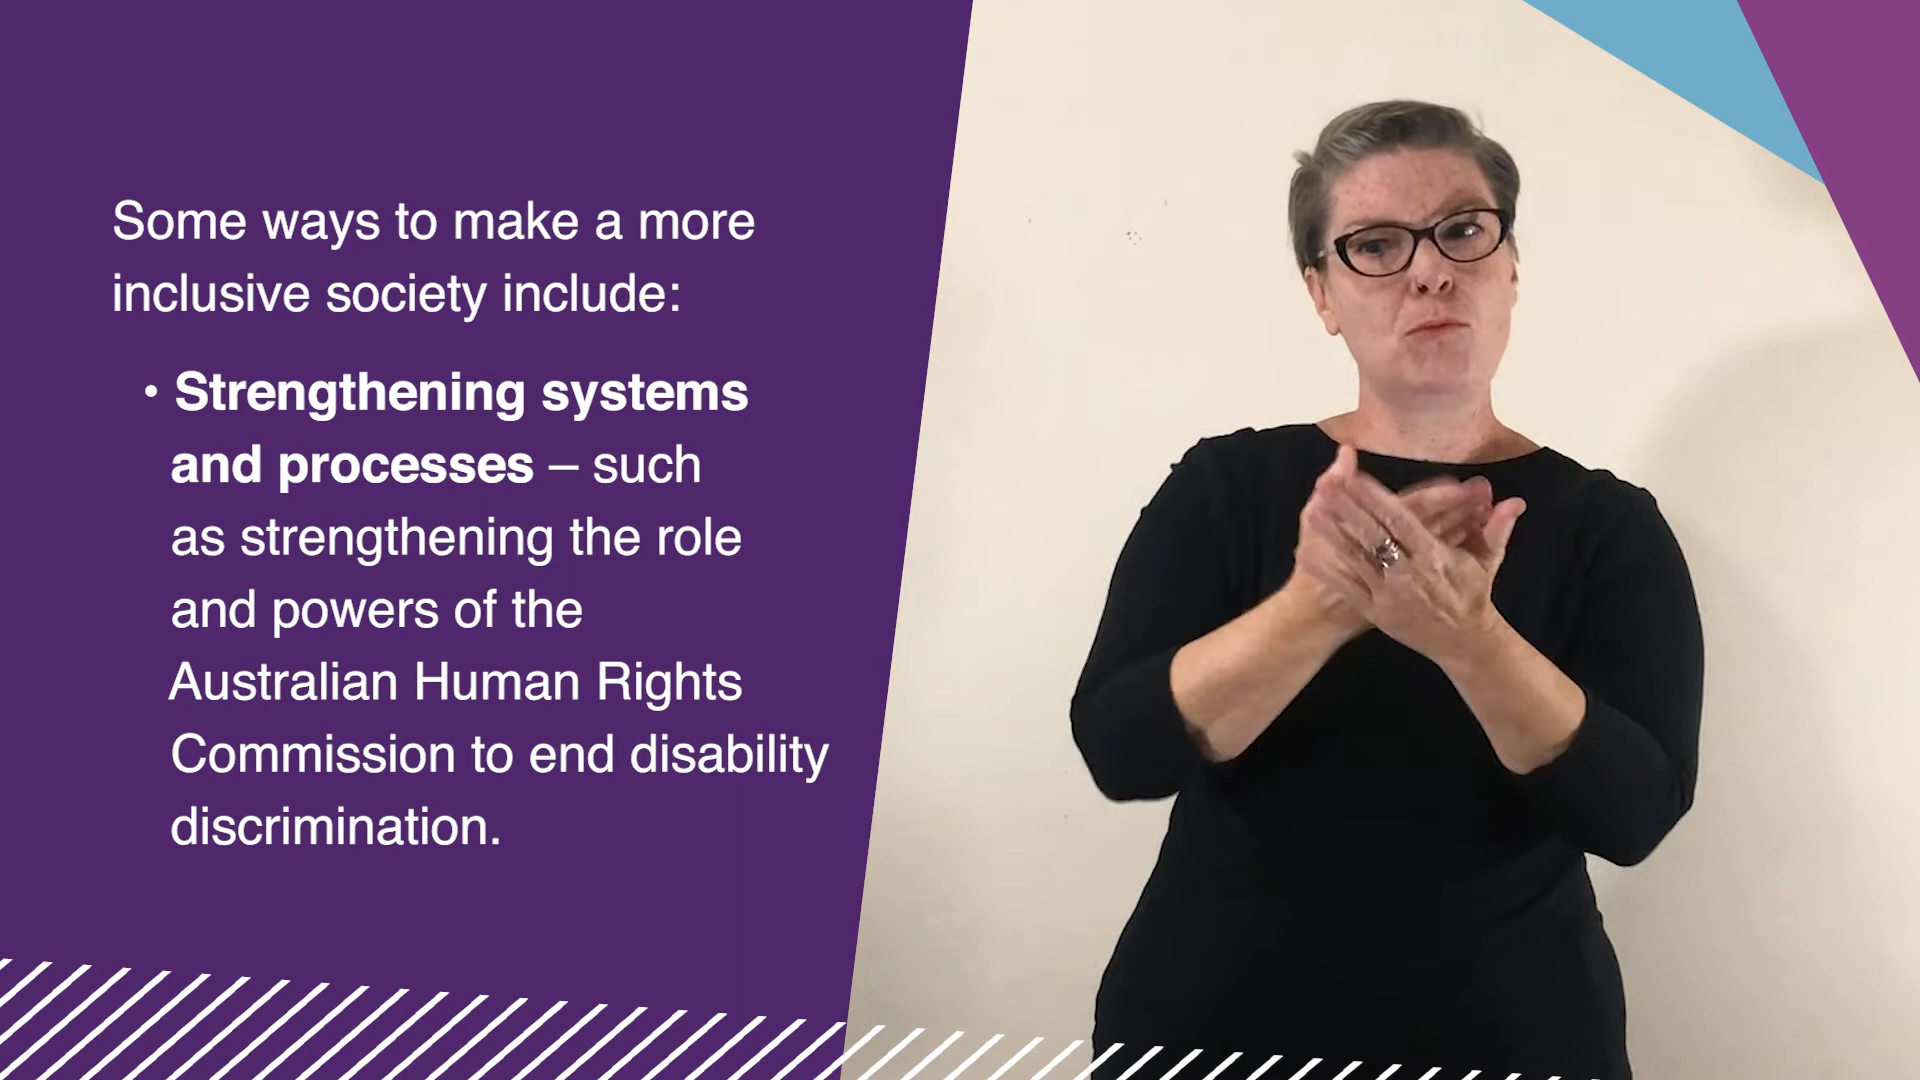 Some ways to make a more
inclusive society include:
• Strengthening systems
and processes – such
as strengthening the role
and powers of the
Australian Human Rights
Commission to end disability
discrimination.